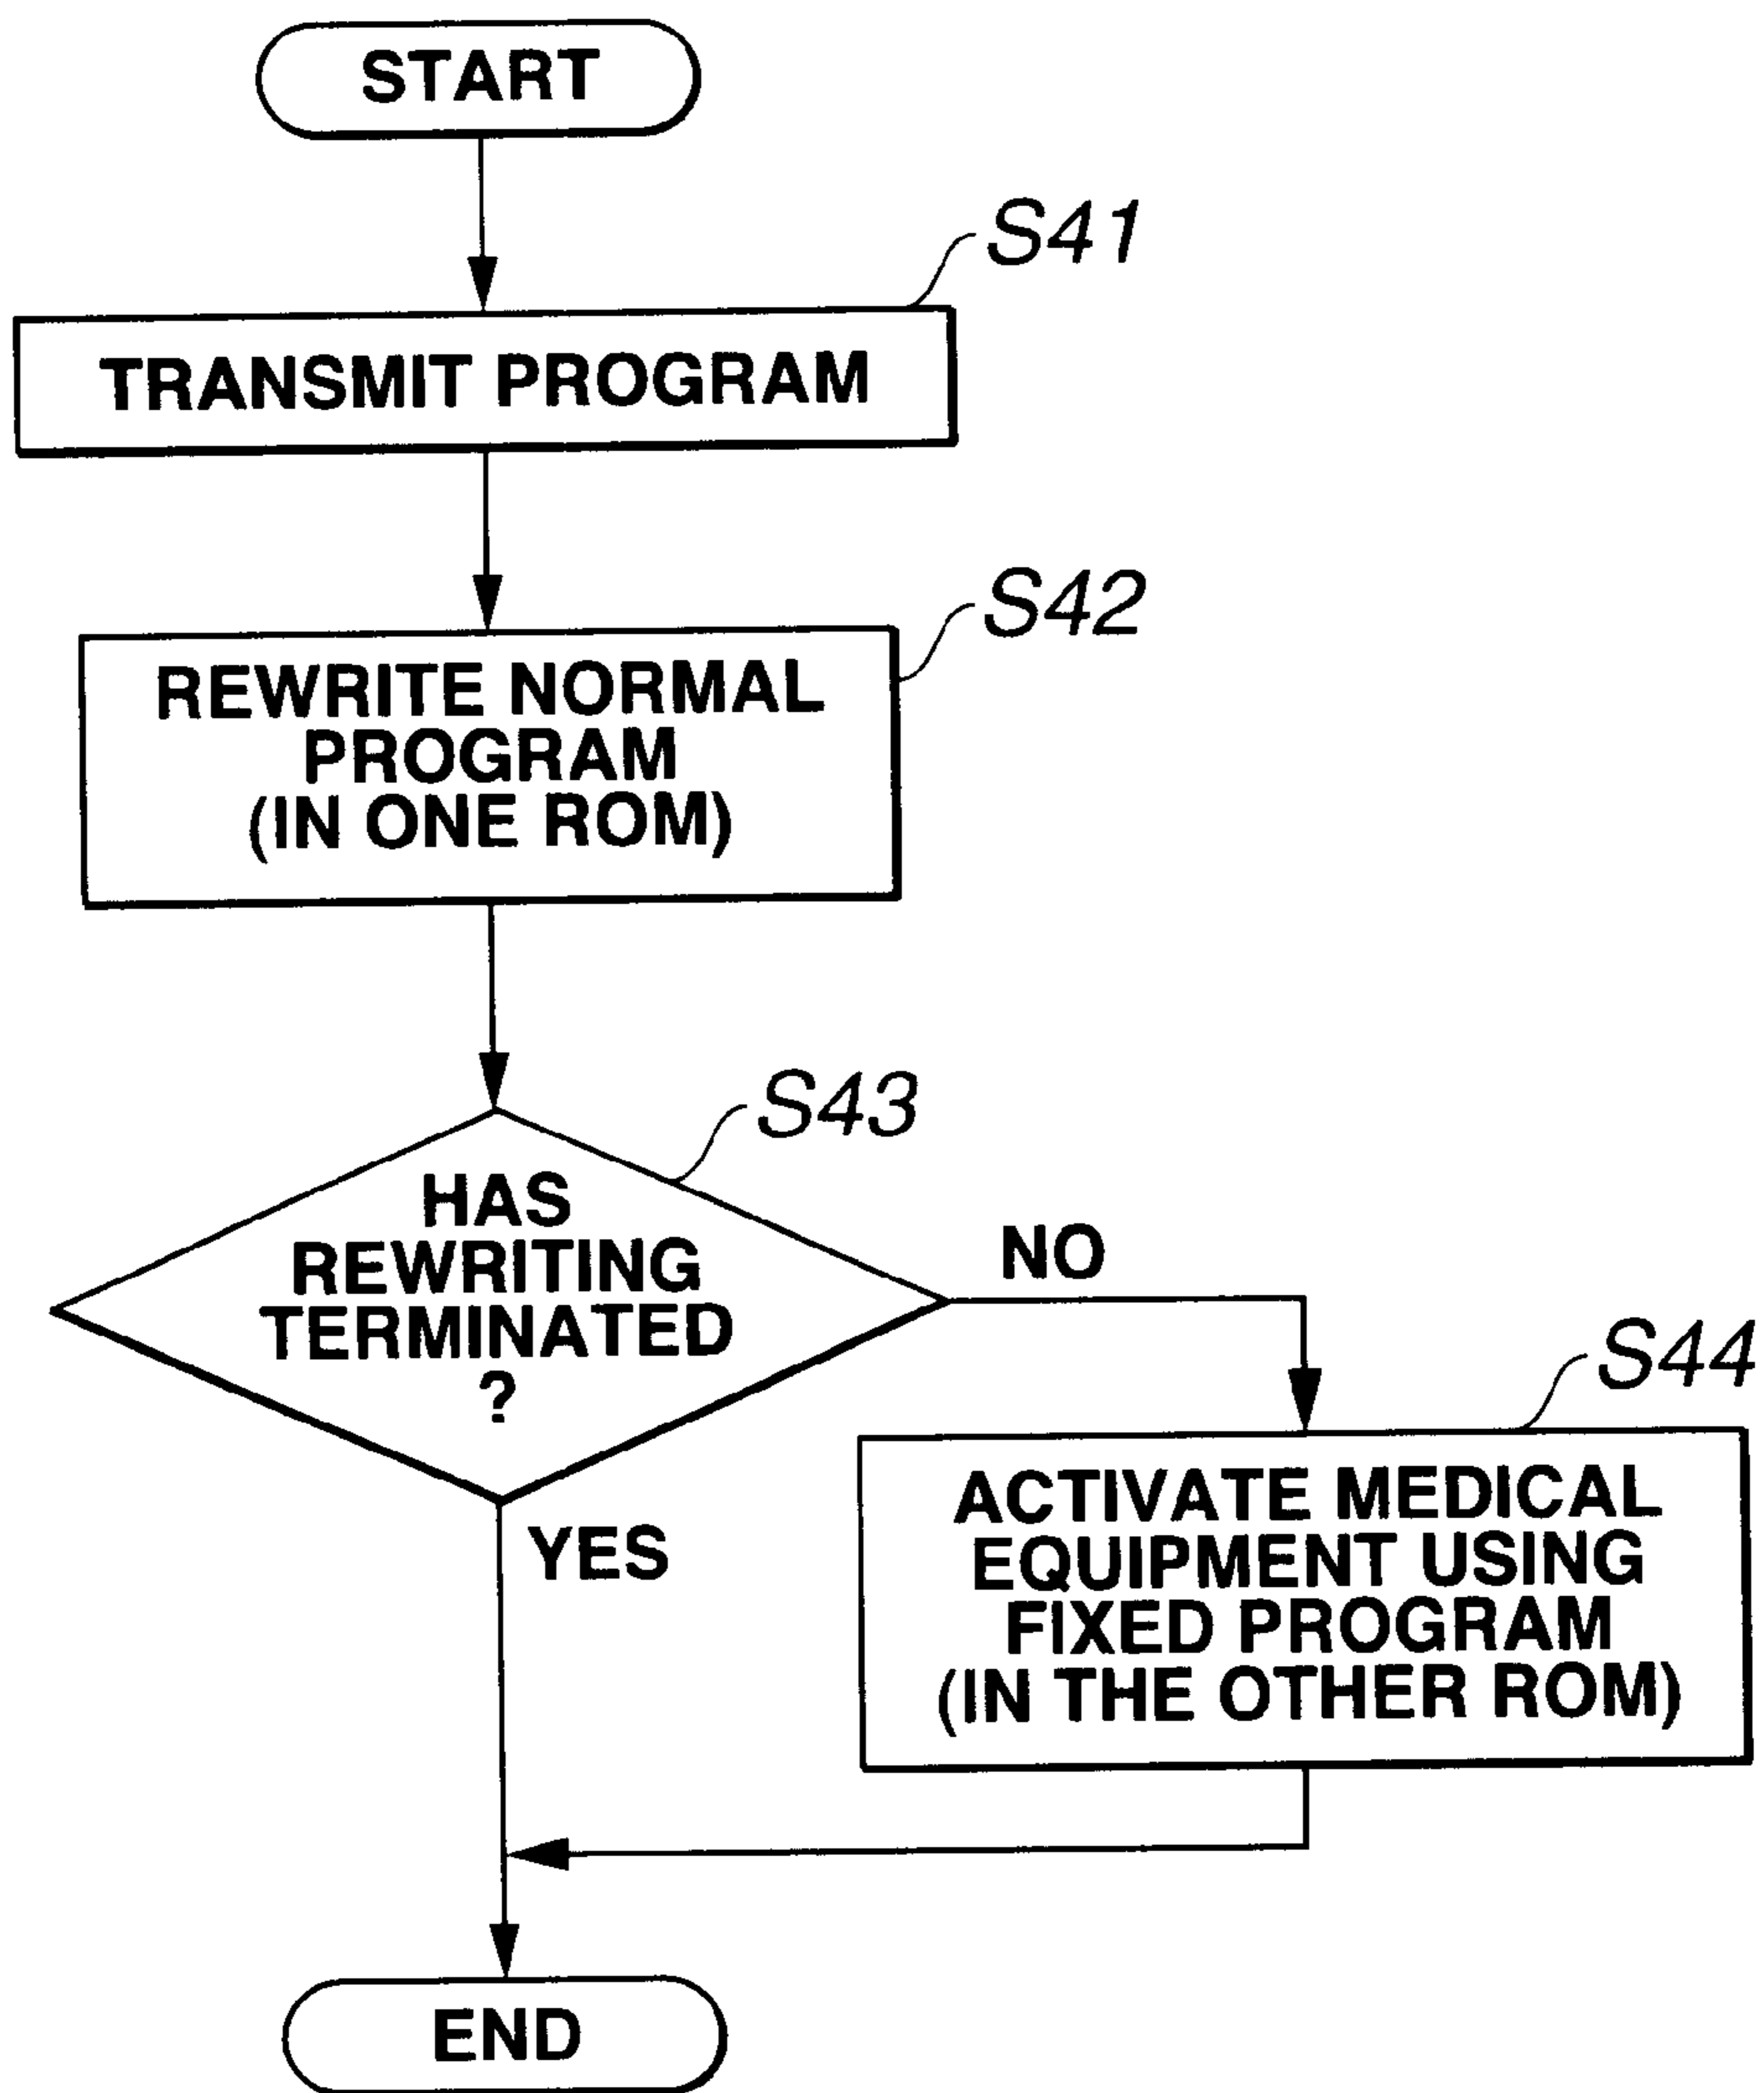 START
S41
TRANSMIT PROGRAM
S42
REWRITE NORMAL
PROGRAM
(IN ONE ROM)
S43
HAS
REWRITING
TERMINATED
?
NO
YES
S44
ACTIVATE MEDICAL
EQUIPMENT USING
FIXED PROGRAM
(IN THE OTHER ROM)
END